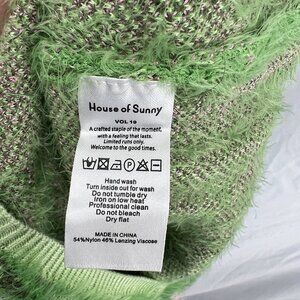 House of Sunny
VOL 19
A crafted staple of the moment,
with a feeling that lasts.
Limited runs only.
Welcome to the good times.
Hand wash
Turn inside out for wash
Do not tumble dry
Iron on low heat
Professional clean
Do not bleach
Dry flat
MADE IN CHINA
54%Nylon 46% Lenzing Viscose